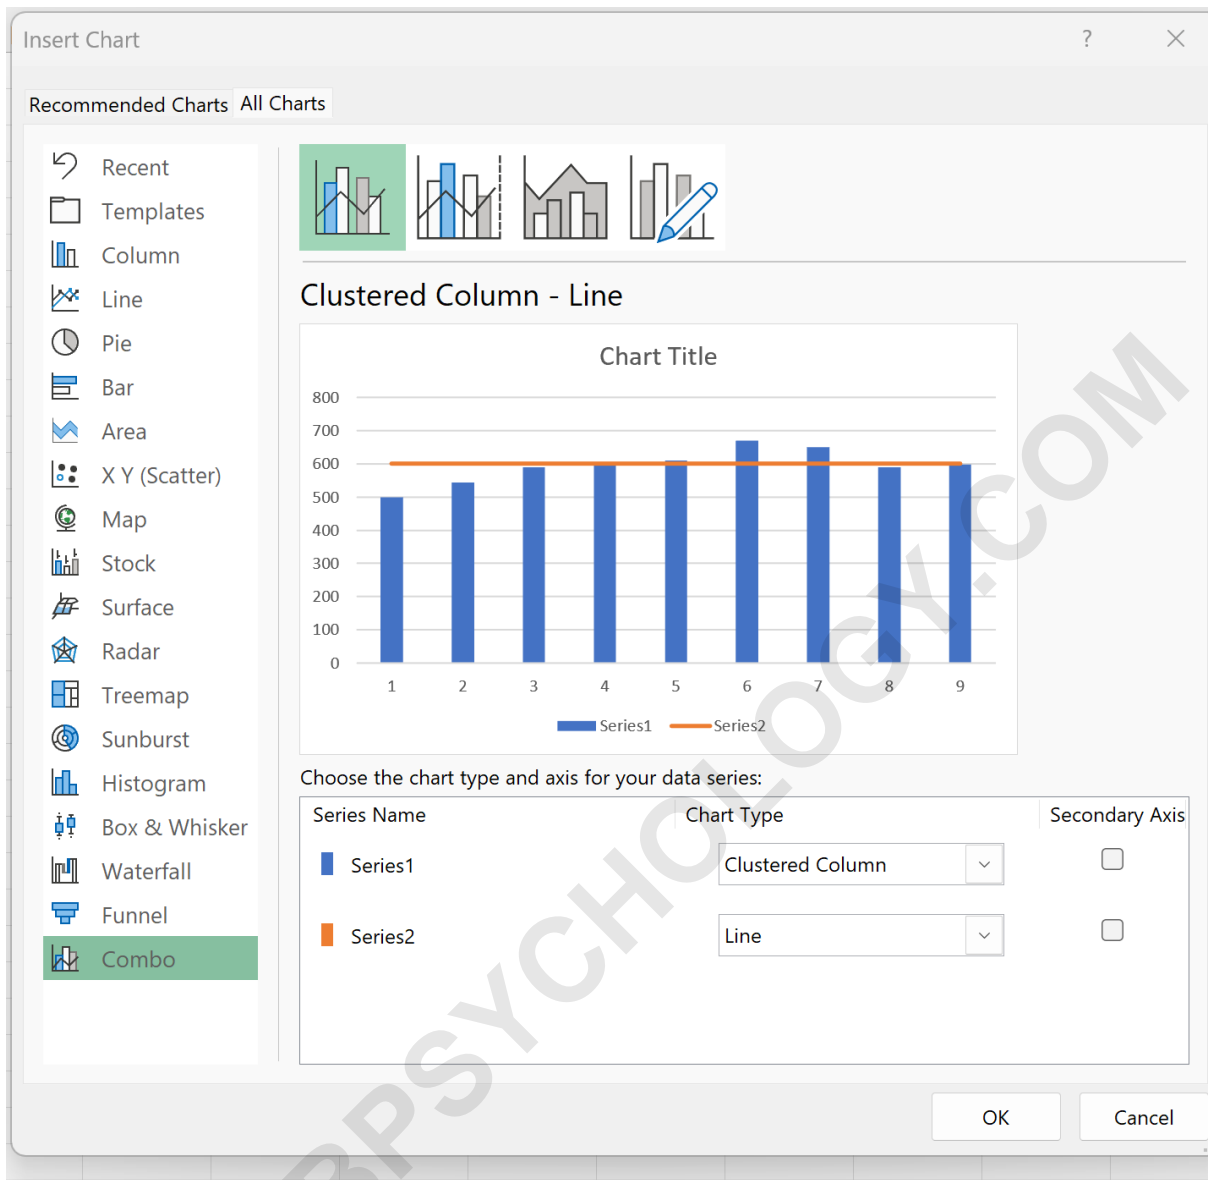 Insert Chart ?
Recommended Charts All Charts
Recent
Templates
Column
Line
Pie
Bar
Area
X Y (Scatter)
Map
Stock
Surface
Radar
Treemap
Sunburst
Histogram
Box & Whisker
Waterfall
Funnel
Combo
Clustered Column - Line
Chart Title
800
700
600
500
400
300
200
100
0
1 2 3 4 5 6 7 8 9
Series1 Series2
Choose the chart type and axis for your data series:
Series Name Chart Type Secondary Axis
Series1 Clustered Column
Series2 Line
OK Cancel
BPSYCHOLOGY.COM